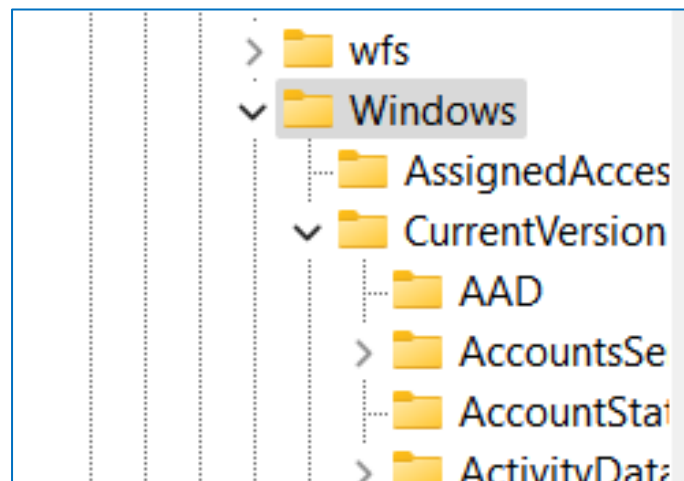 wfs
Windows
AssignedAcces
CurrentVersion
AAD
AccountsSe
AccountStat
ActivityData